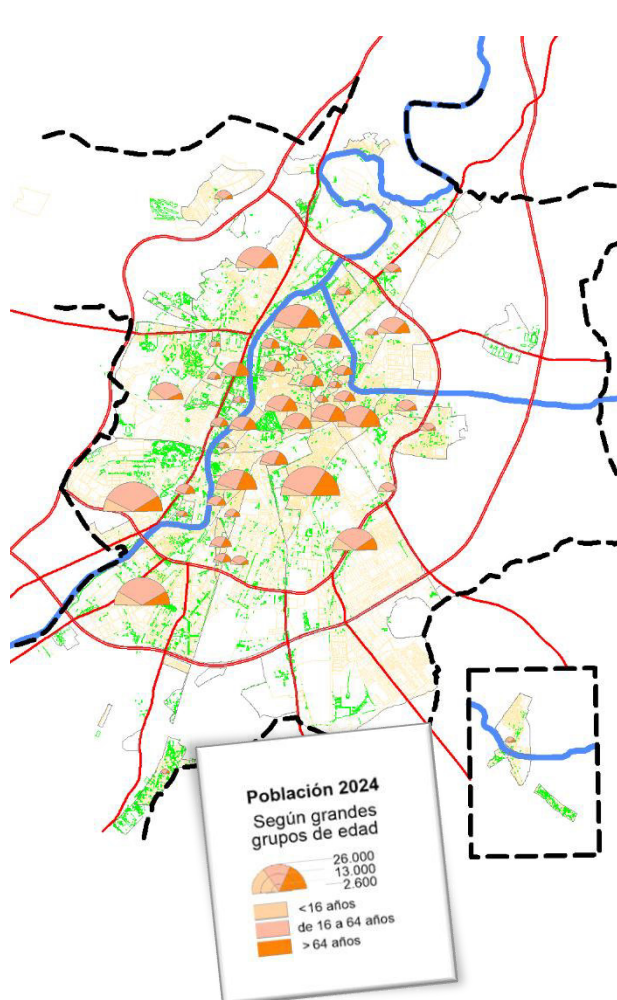 Población 2024
Según grandes
grupos de edad
26.000
13.000
2.600
<16 años
de 16 a 64 años
> 64 años